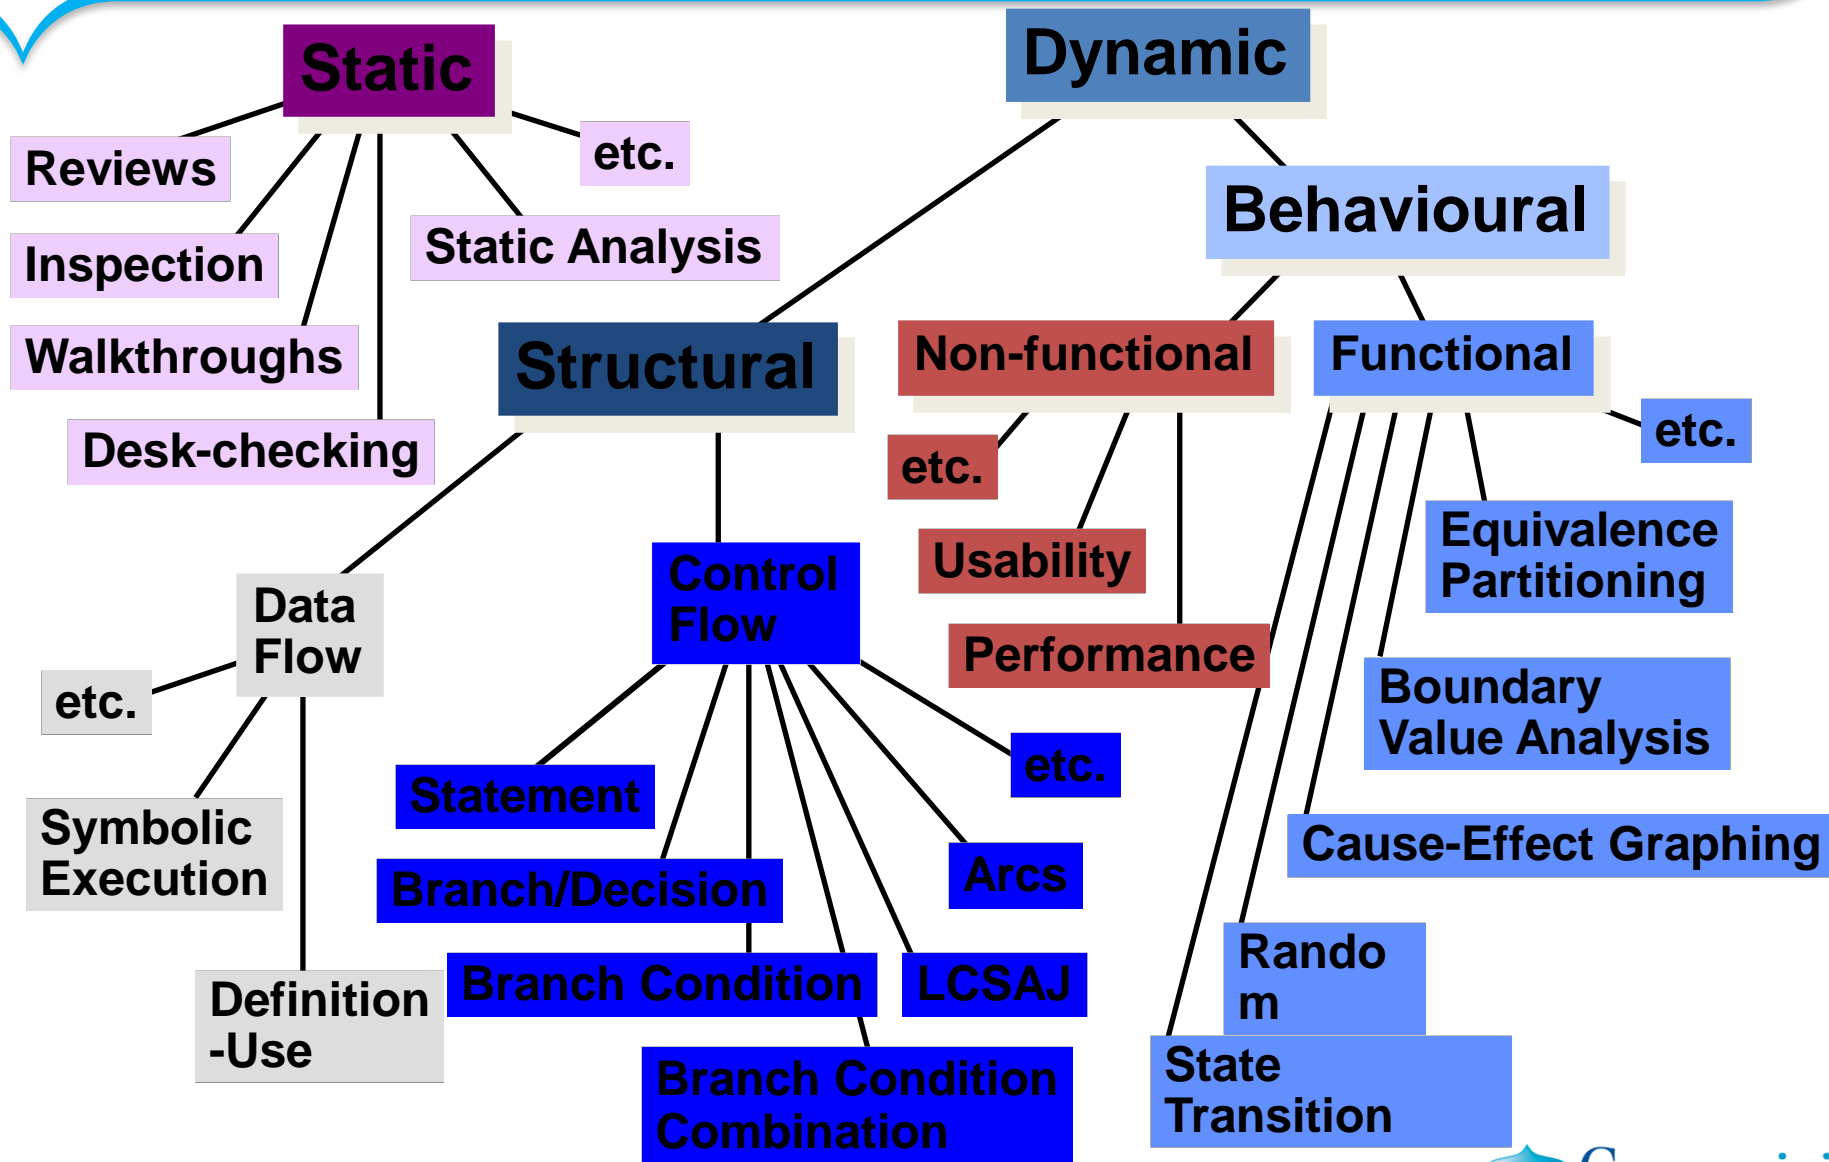 Static
Dynamic
Reviews
etc.
Inspection
Static Analysis
Behavioural
Walkthroughs
Structural
Non-functional
Functional
Desk-checking
etc.
etc.
Usability
Equivalence
Partitioning
Data
Flow
Control
Flow
Performance
etc.
Boundary
Value Analysis
etc.
Statement
Symbolic
Execution
Arcs
Cause-Effect Graphing
Branch/Decision
Rando
m
Branch Condition
LCSAJ
Definition
-Use
State
Transition
Branch Condition
Combination